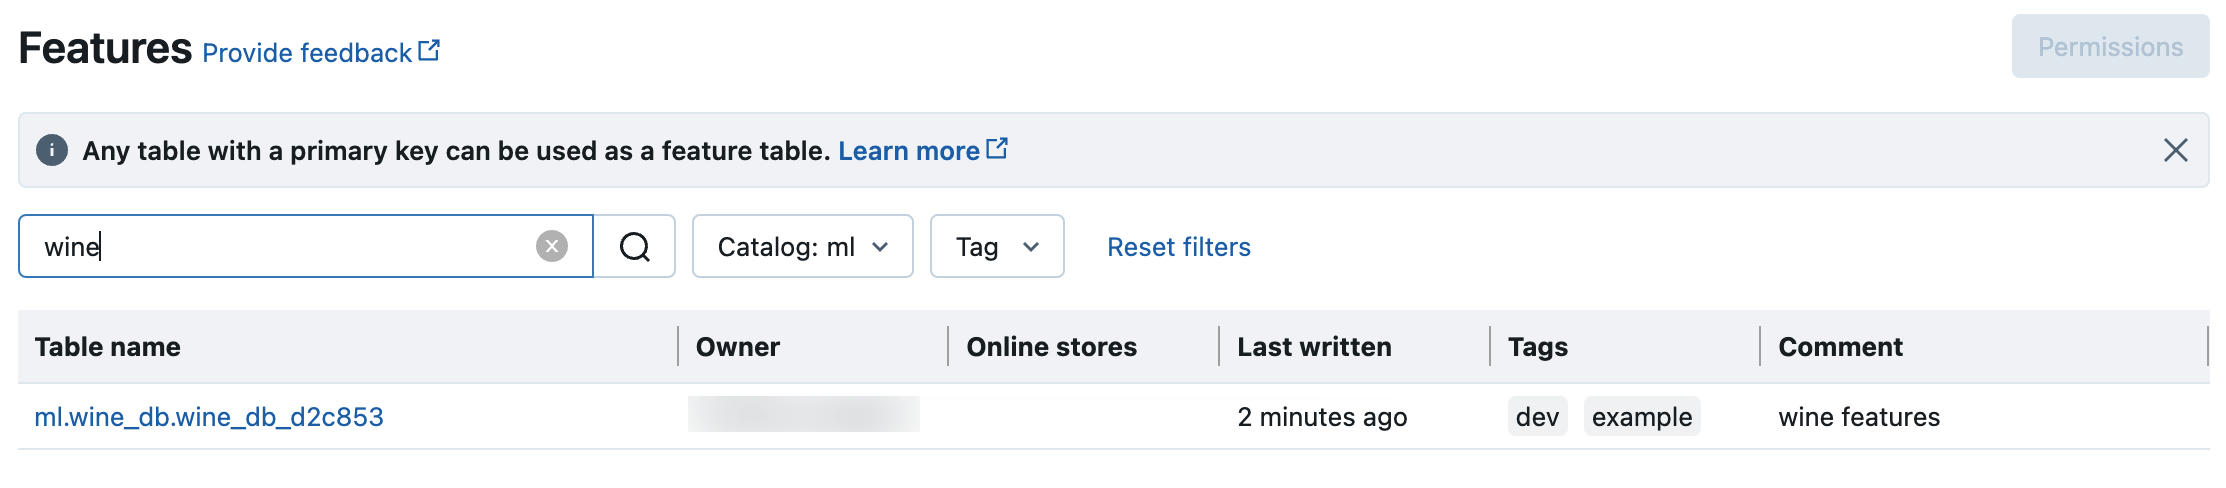 Features Provide feedback
Permissions
Any table with a primary key can be used as a feature table. Learn more
wine
Catalog: ml
Tag
Reset filters
Table name Owner Online stores Last written Tags Comment
ml.wine_db.wine_db_d2c853 2 minutes ago dev example wine features